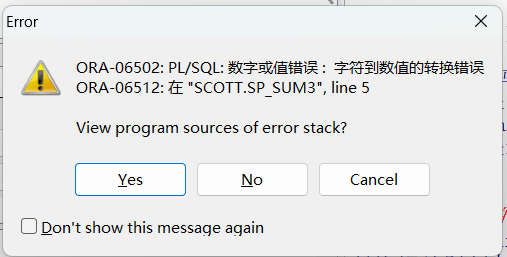 Error
ORA-06502: PL/SQL: 数字或值错误 :  字符到数值的转换错误
ORA-06512: 在 "SCOTT.SP_SUM3", line 5
View program sources of error stack?
Yes
No
Cancel
Don't show this message again